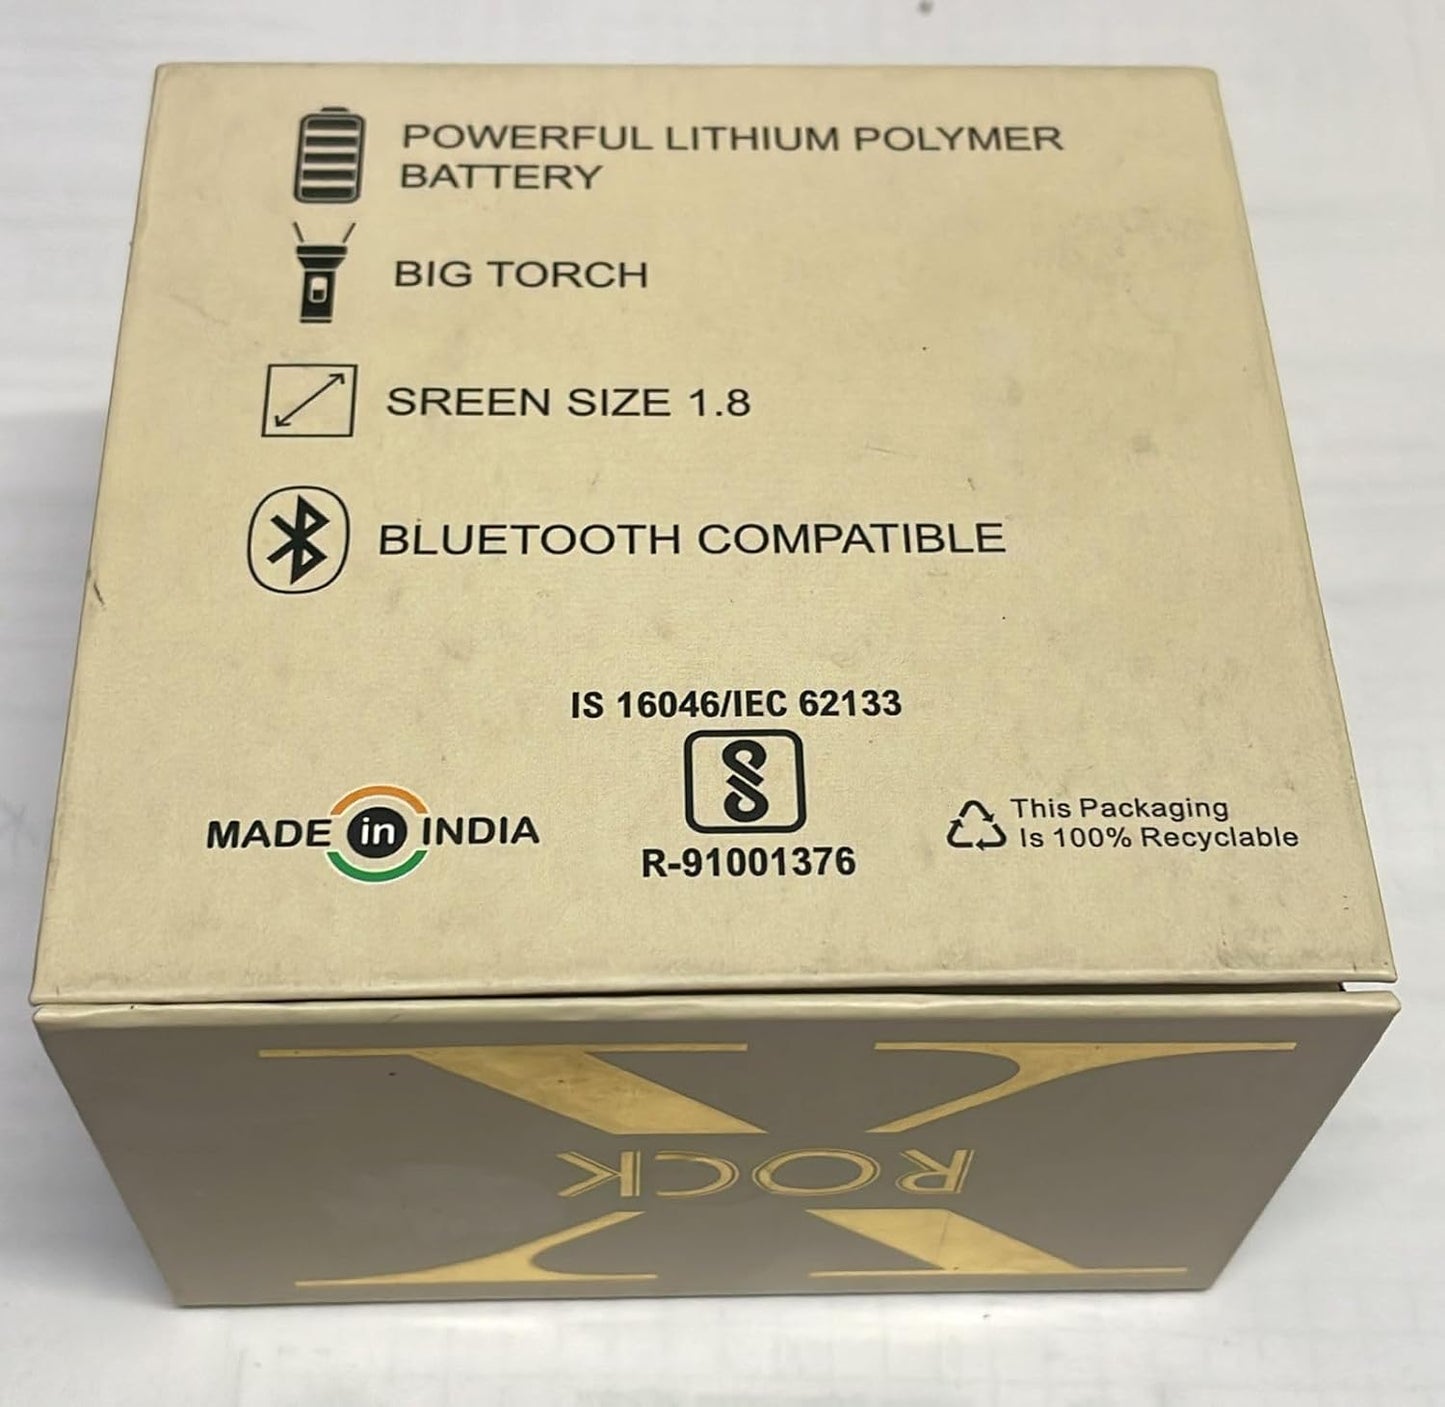 POWERFUL LITHIUM POLYMER
BATTERY
BIG TORCH
SREEN SIZE 1.8
BLUETOOTH COMPATIBLE
IS 16046/IEC 62133
MADE in INDIA
R-91001376
This Packaging
Is 100% Recyclable
X
ROCK